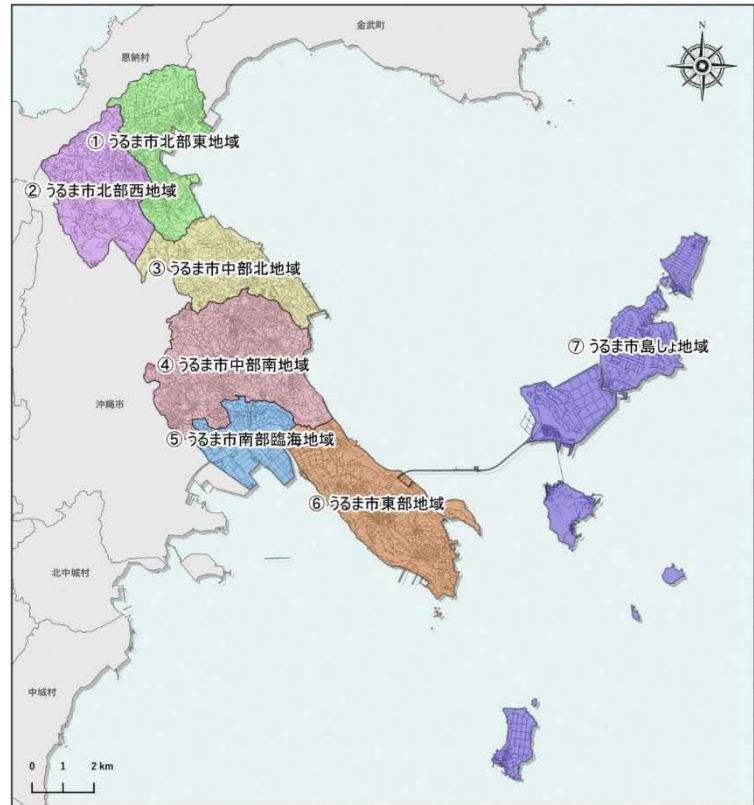 金武町
N
恩納村
① うるま市北部東地域
② うるま市北部西地域
③ うるま市中部北地域
⑦ うるま市島しょ地域
④ うるま市中部南地域
沖縄市
⑤ うるま市南部臨海地域
⑥ うるま市東部地域
北中城村
中城村
0 1 2 km